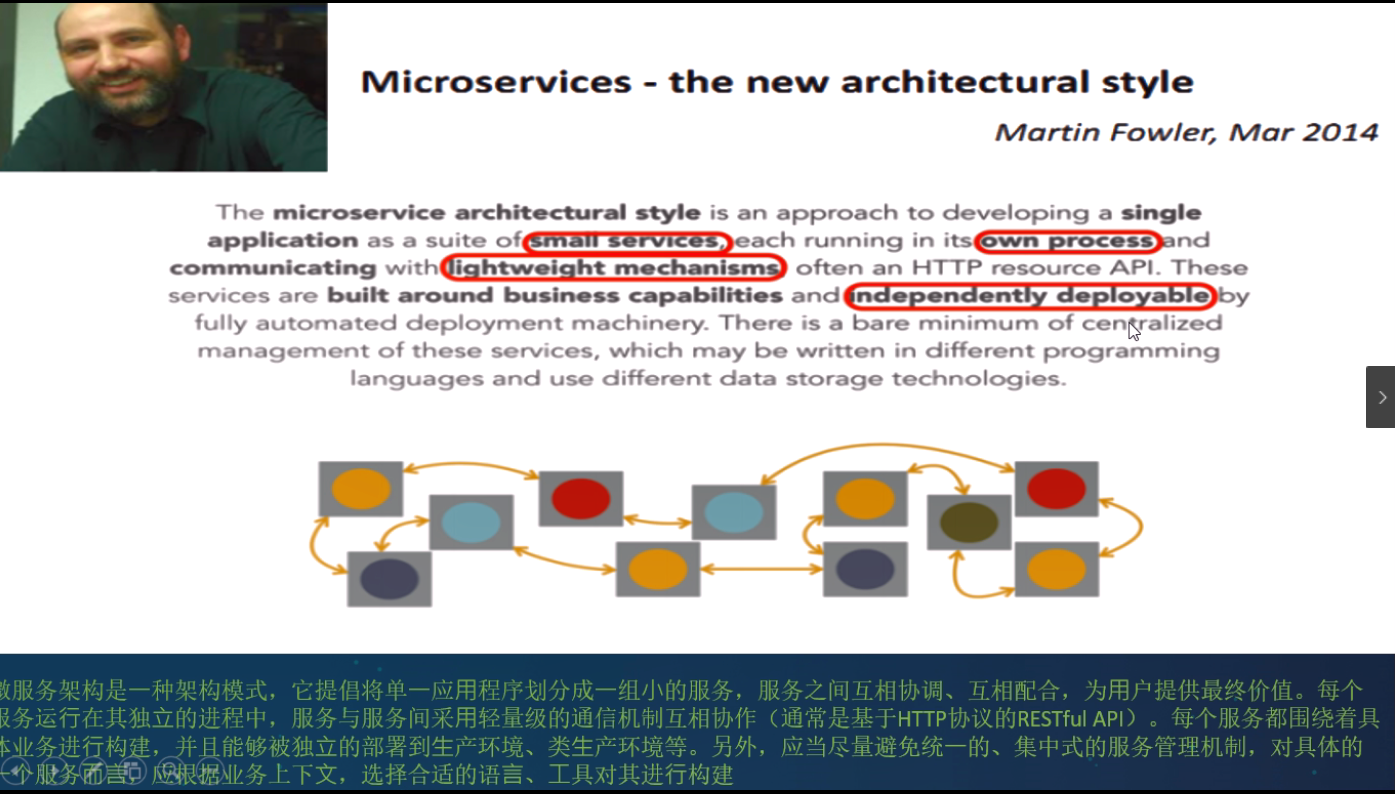 Microservices - the new architectural style
Martin Fowler, Mar 2014
The microservice architectural style is an approach to developing a single
application as a suite of small services, each running in its own process and
communicating with lightweight mechanisms, often an HTTP resource API. These
services are built around business capabilities and independently deployable by
fully automated deployment machinery. There is a bare minimum of centralized
management of these services, which may be written in different programming
languages and use different data storage technologies.
微服务架构是一种架构模式，它提倡将单一应用程序划分成一组小的服务，服务之间互相协调、互相配合，为用户提供最终价值。每个
服务运行在其独立的进程中，服务与服务间采用轻量级的通信机制互相协作（通常是基于HTTP协议的RESTful API）。每个服务都围绕着具
体业务进行构建，并且能够被独立的部署到生产环境、类生产环境等。另外，应当尽量避免统一的、集中式的服务管理机制，对具体的
一个服务而言，应根据业务上下文，选择合适的语言、工具对其进行构建